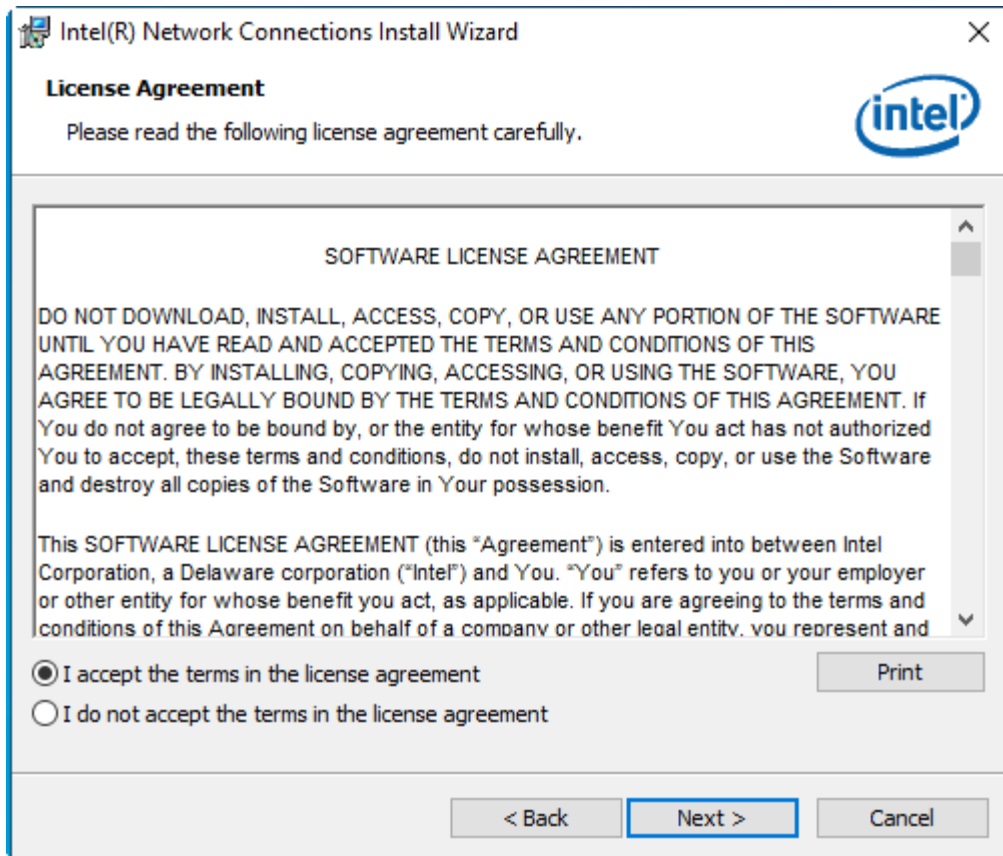 Intel(R) Network Connections Install Wizard
License Agreement
Please read the following license agreement carefully.
intel
SOFTWARE LICENSE AGREEMENT
DO NOT DOWNLOAD, INSTALL, ACCESS, COPY, OR USE ANY PORTION OF THE SOFTWARE
UNTIL YOU HAVE READ AND ACCEPTED THE TERMS AND CONDITIONS OF THIS
AGREEMENT. BY INSTALLING, COPYING, ACCESSING, OR USING THE SOFTWARE, YOU
AGREE TO BE LEGALLY BOUND BY THE TERMS AND CONDITIONS OF THIS AGREEMENT. If
You do not agree to be bound by, or the entity for whose benefit You act has not authorized
You to accept, these terms and conditions, do not install, access, copy, or use the Software
and destroy all copies of the Software in Your possession.
This SOFTWARE LICENSE AGREEMENT (this “Agreement”) is entered into between Intel
Corporation, a Delaware corporation (“Intel”) and You. “You” refers to you or your employer
or other entity for whose benefit you act, as applicable. If you are agreeing to the terms and
conditions of this Agreement on behalf of a company or other legal entity, you represent and
I accept the terms in the license agreement
Print
I do not accept the terms in the license agreement
< Back
Next >
Cancel